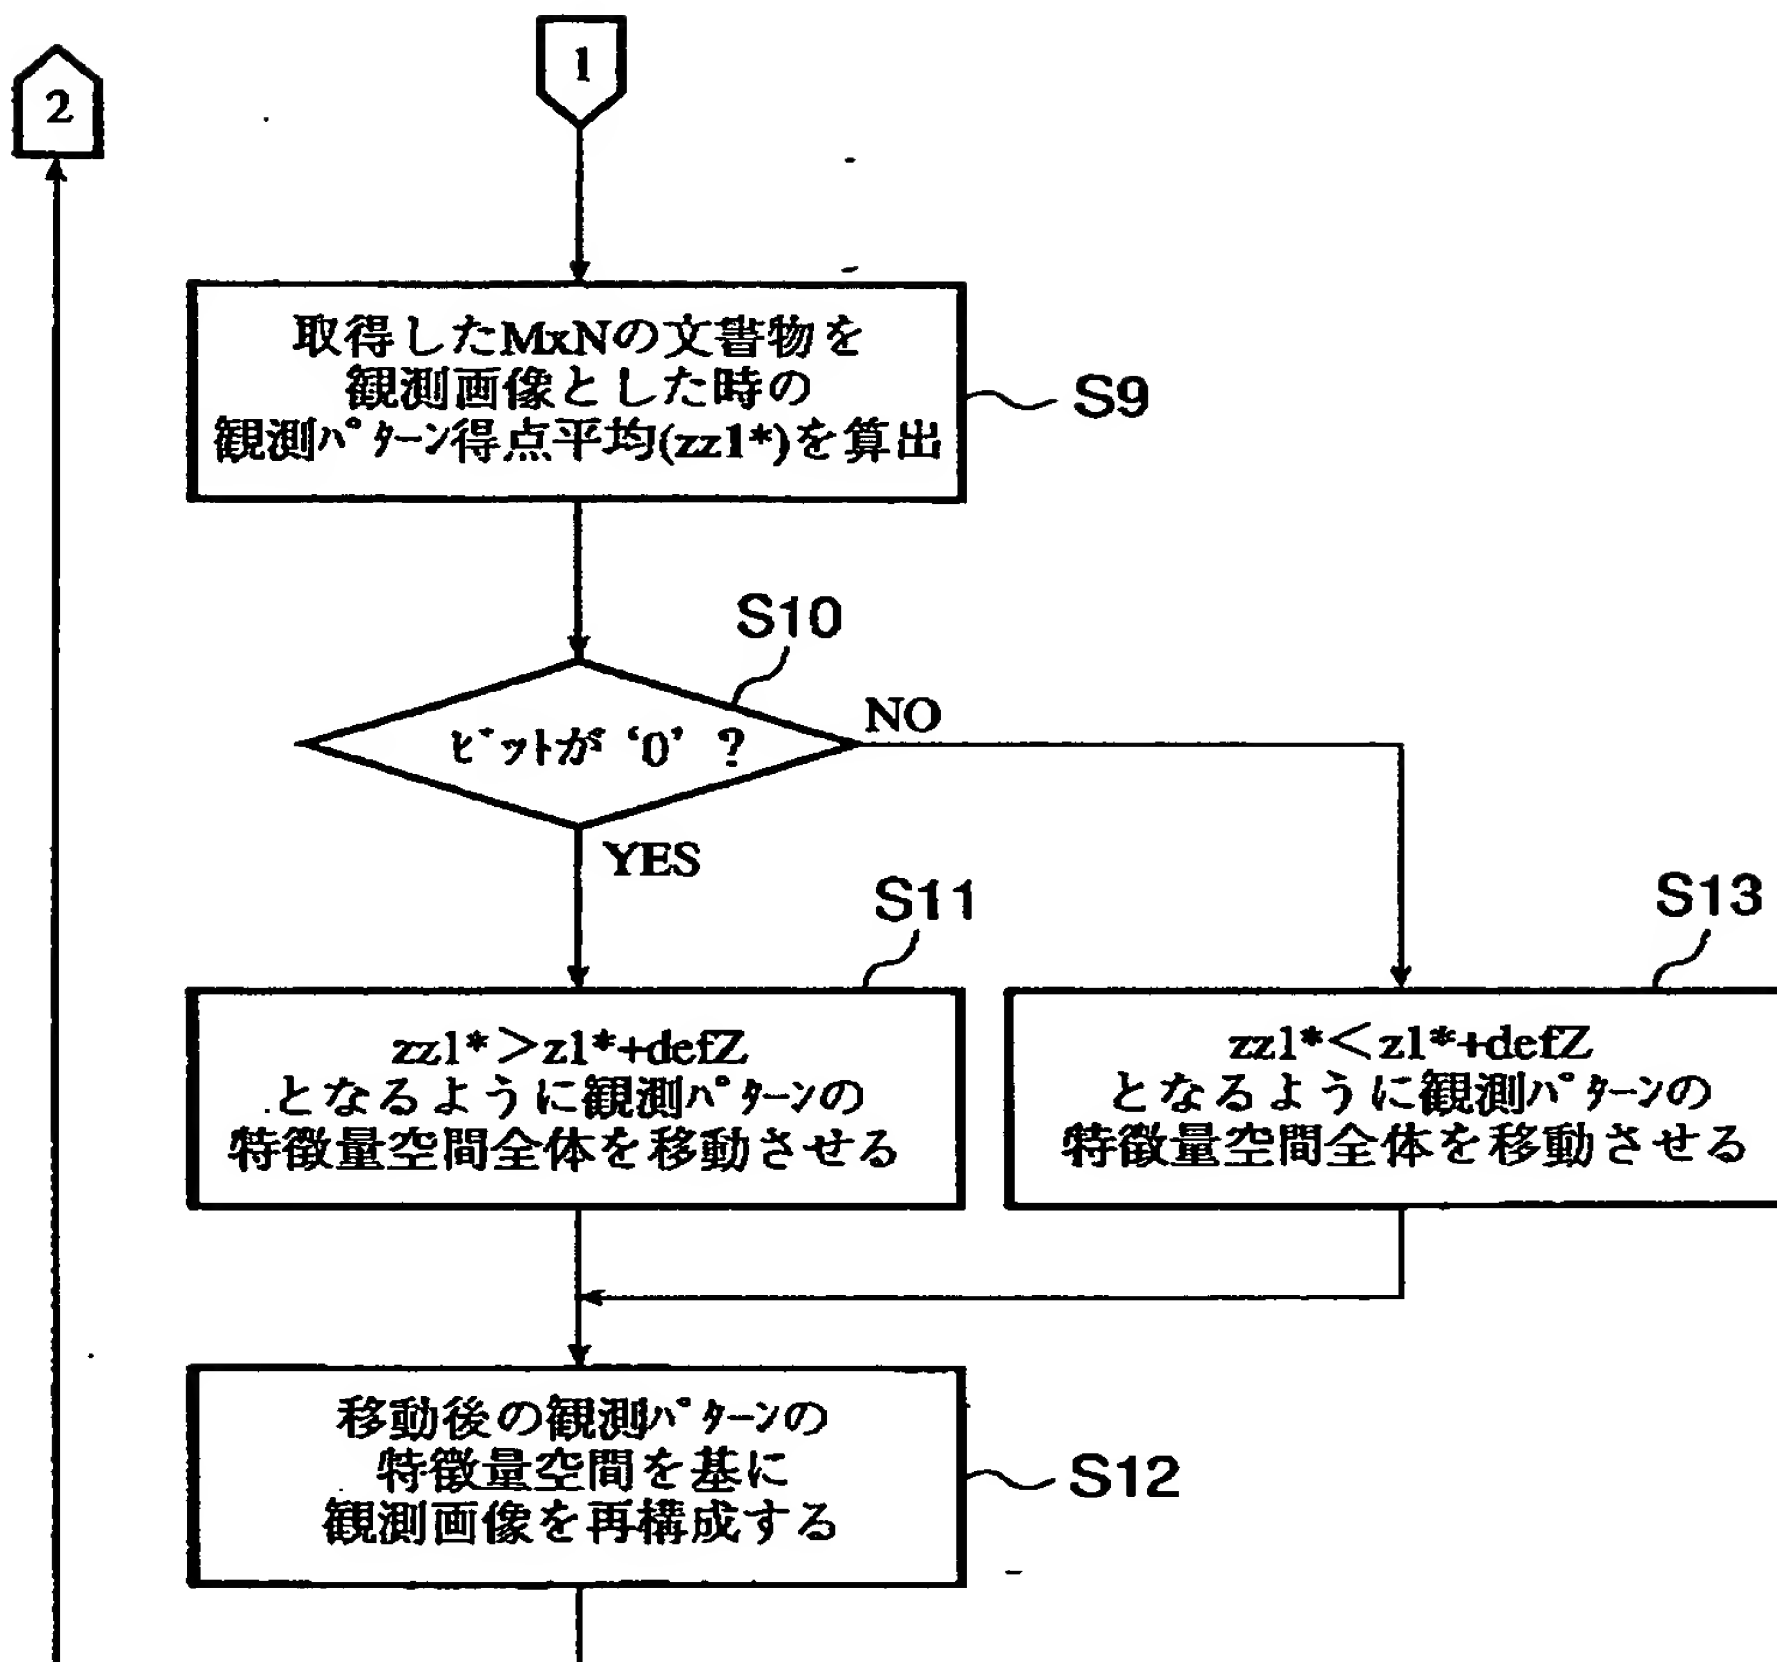 1
2
取得したMxNの文書物を
観測画像とした時の
観測ﾊﾟﾀｰﾝ得点平均(zz1*)を算出
S9
S10
ﾋﾞｯﾄが ‘0’ ?
NO
YES
S11
zz1*>z1*+defZ
となるように観測ﾊﾟﾀｰﾝの
特徴量空間全体を移動させる
S13
zz1*<z1*+defZ
となるように観測ﾊﾟﾀｰﾝの
特徴量空間全体を移動させる
移動後の観測ﾊﾟﾀｰﾝの
特徴量空間を基に
観測画像を再構成する
S12